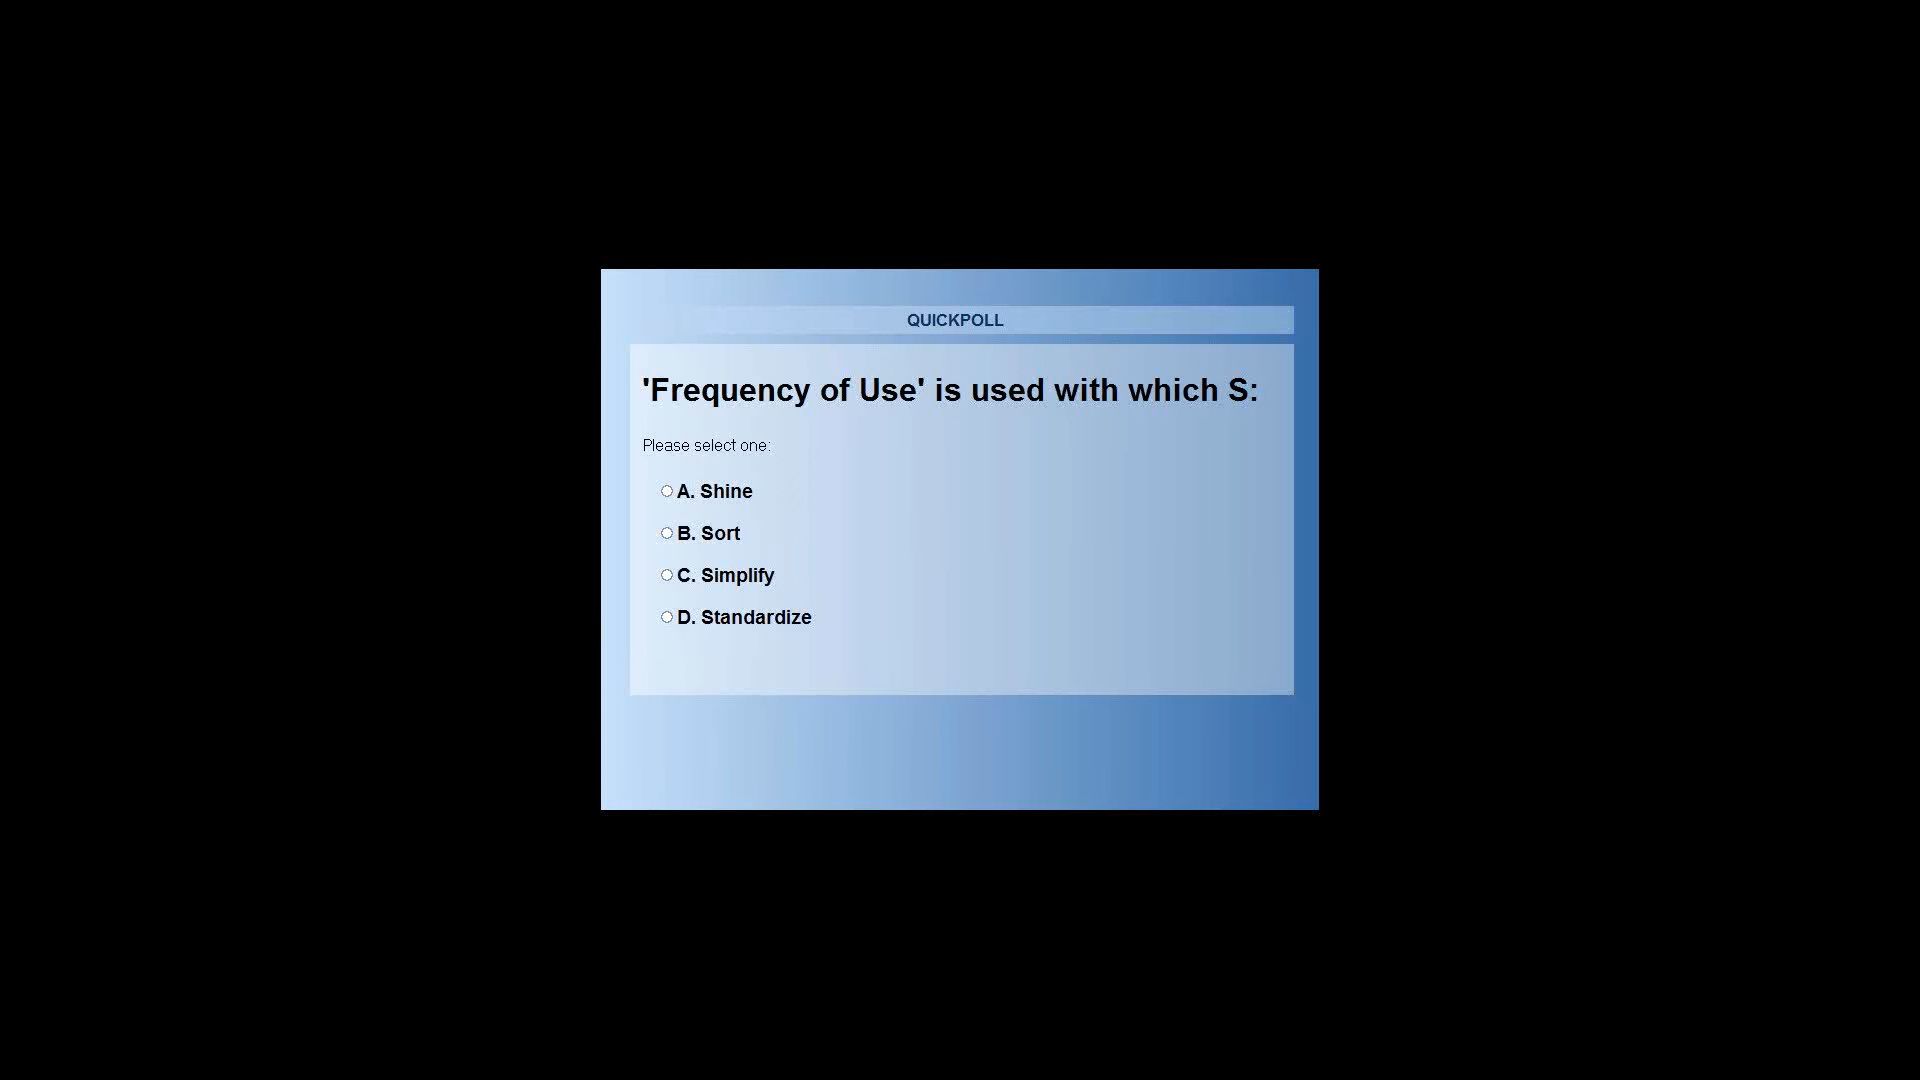 QUICKPOLL
'Frequency of Use' is used with which S:
Please select one:
A. Shine
B. Sort
C. Simplify
D. Standardize